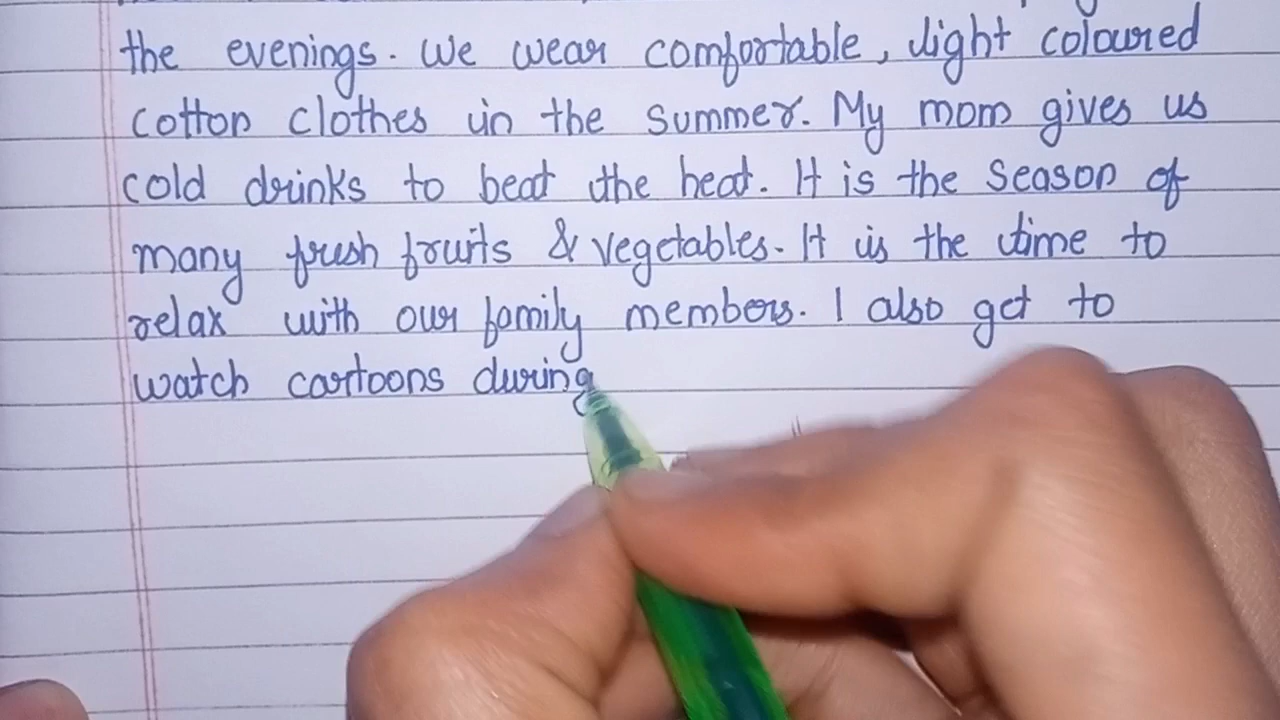 the evenings. We wear comfortable, light coloured
cotton clothes in the summer. My mom gives us
cold drinks to beat the heat. It is the season of
many fresh fruits & vegetables. It is the time to
relax with our family members. I also get to
watch cartoons during